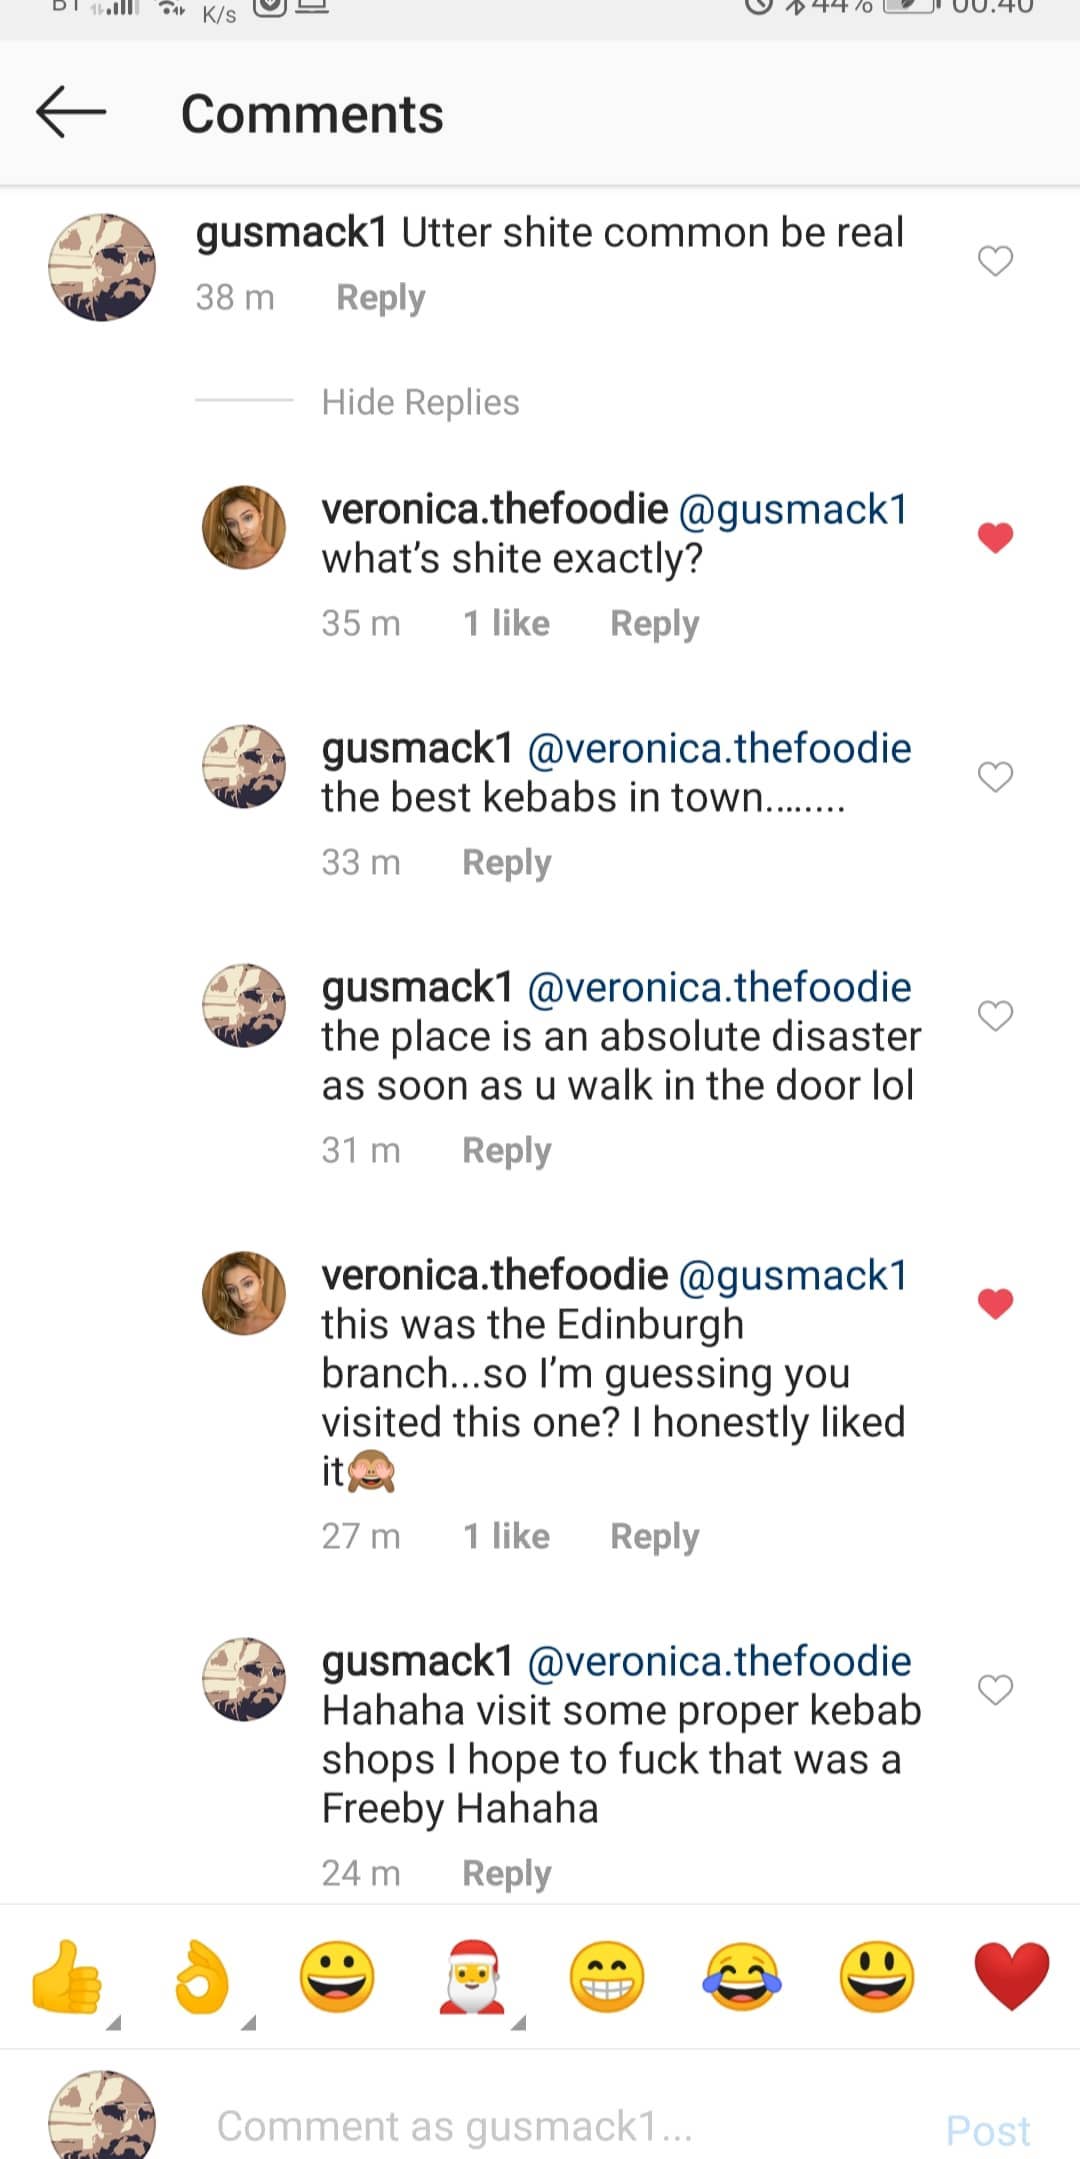 K/s
44%
00:40
Comments
gusmack1 Utter shite common be real
38 m Reply
Hide Replies
veronica.thefoodie @gusmack1
what's shite exactly?
35 m 1 like Reply
gusmack1 @veronica.thefoodie
the best kebabs in town........
33 m Reply
gusmack1 @veronica.thefoodie
the place is an absolute disaster
as soon as u walk in the door lol
31 m Reply
veronica.thefoodie @gusmack1
this was the Edinburgh
branch...so I'm guessing you
visited this one? I honestly liked
it🙈
27 m 1 like Reply
gusmack1 @veronica.thefoodie
Hahaha visit some proper kebab
shops I hope to fuck that was a
Freeby Hahaha
24 m Reply
Comment as gusmack1...
Post